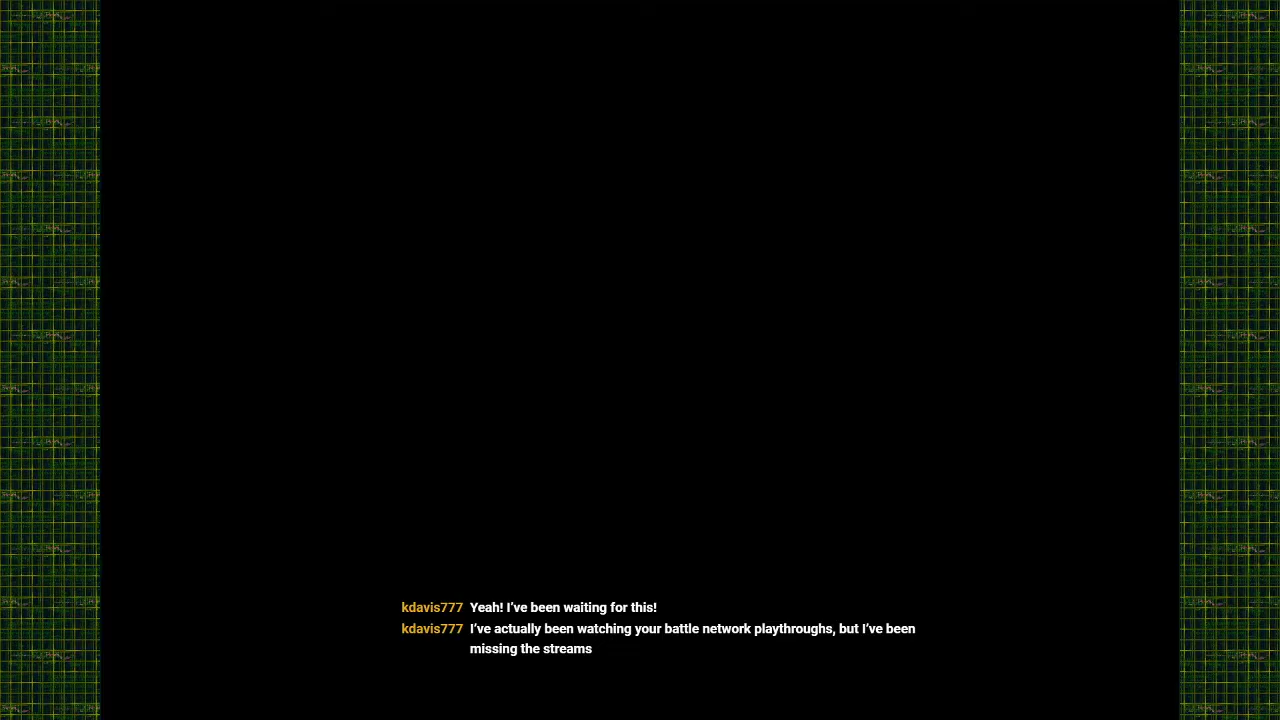 kdavis777 Yeah! I’ve been waiting for this!
kdavis777 I’ve actually been watching your battle network playthroughs, but I’ve been
missing the streams